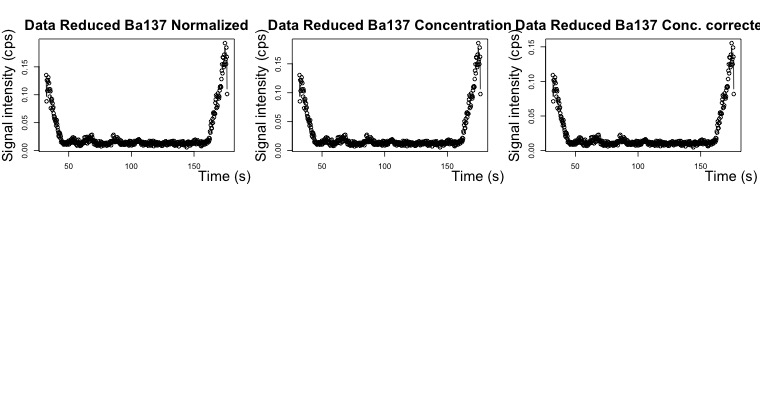 Data Reduced Ba137 Normalized
Signal intensity (cps)
0.00 0.05 0.10 0.15
50 100 150
Time (s)
Data Reduced Ba137 Concentration
Signal intensity (cps)
0.00 0.05 0.10 0.15
50 100 150
Time (s)
Data Reduced Ba137 Conc. correcte
Signal intensity (cps)
0.00 0.05 0.10 0.15
50 100 150
Time (s)